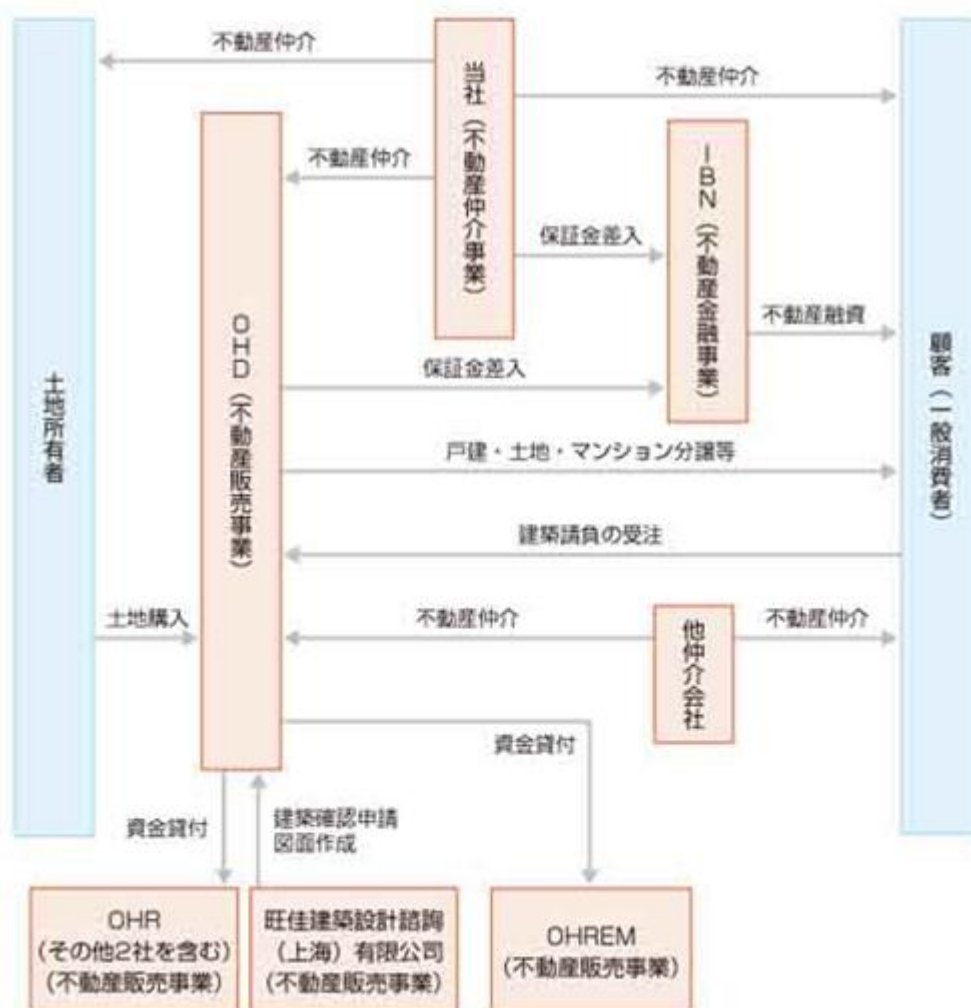 不動産仲介
当社（不動産仲介事業）
不動産仲介
不動産仲介
IBN（不動産金融事業）
保証金差入
不動産融資
OHD（不動産販売事業）
保証金差入
土地所有者
顧客（一般消費者）
戸建・土地・マンション分譲等
建築請負の受注
土地購入
不動産仲介
他仲介会社
不動産仲介
資金貸付
資金貸付
建築確認申請
図面作成
OHR
（その他2社を含む）
（不動産販売事業）
旺佳建築設計諮詢
（上海）有限公司
（不動産販売事業）
OHREM
（不動産販売事業）